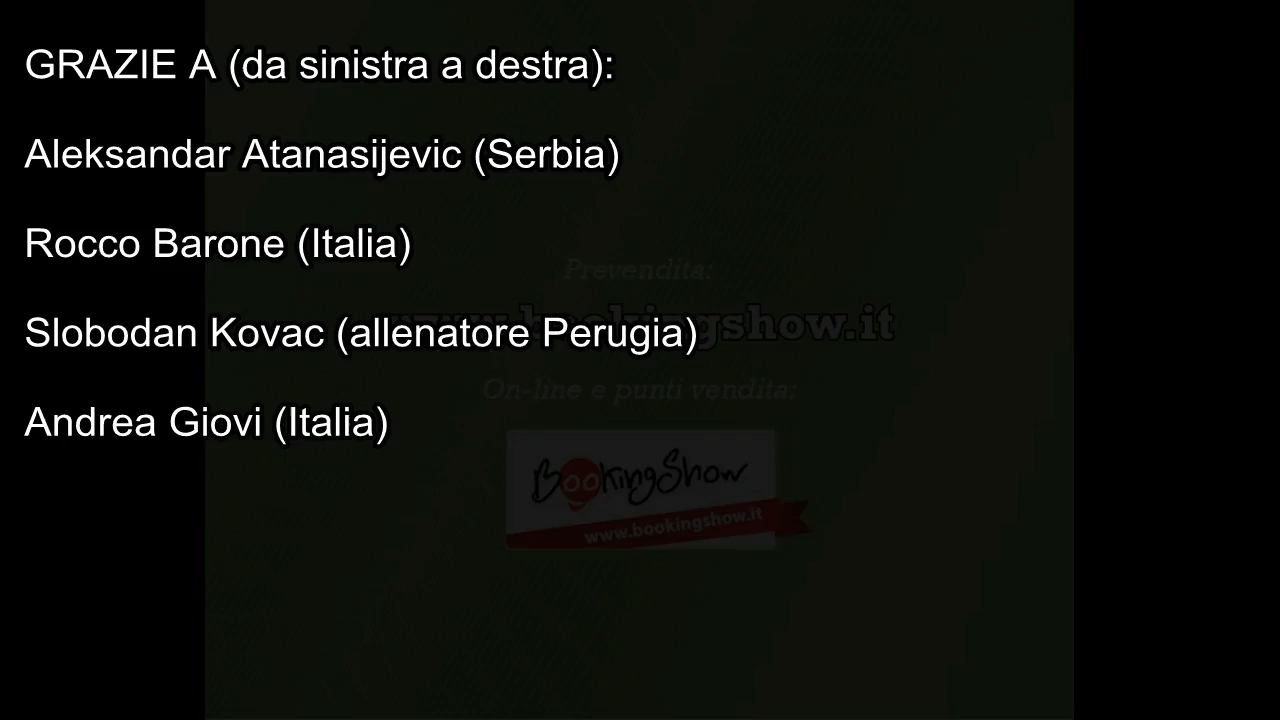 GRAZIE A (da sinistra a destra):
Aleksandar Atanasijevic (Serbia)
Rocco Barone (Italia)
Prevendita:
Slobodan Kovac (allenatore Perugia)
www.bookingshow.it
On-line e punti vendita:
Andrea Giovi (Italia)
BookingShow
www.bookingshow.it